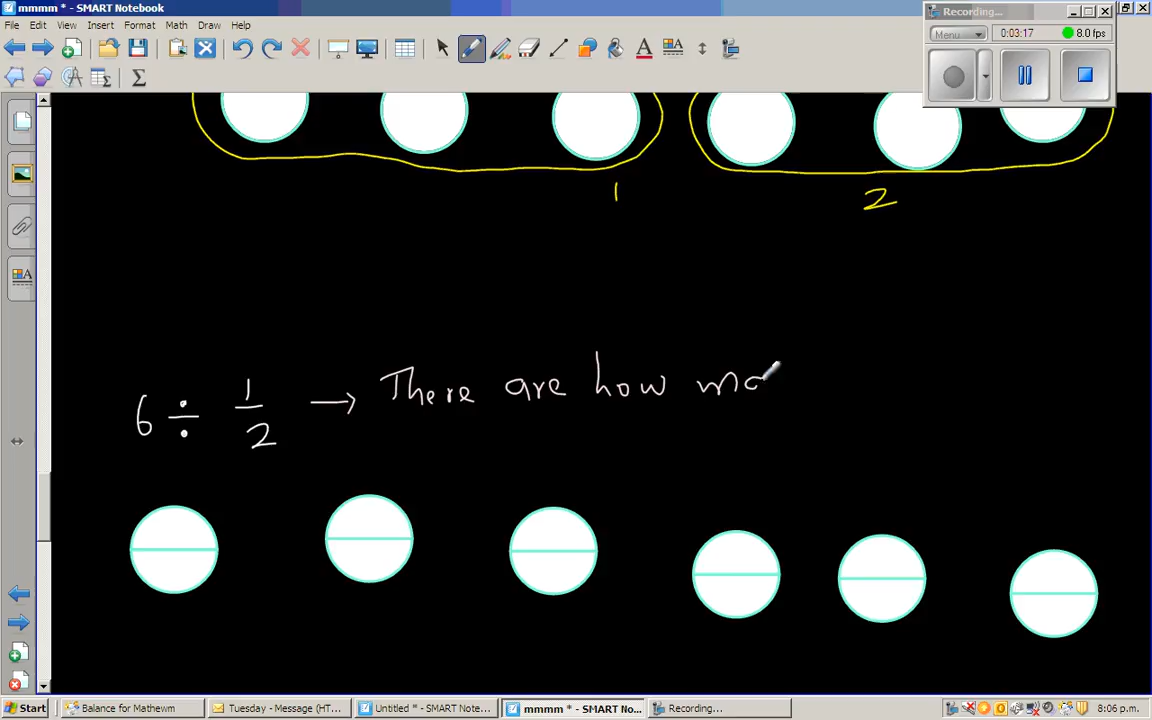 mmmm * - SMART Notebook
File Edit View Insert Format Math Draw Help
Recording...
Menu 0:03:17 8.0 fps
1 2
6 ÷ 1/2 → There are how ma
Start Balance for Mathewm Tuesday - Message (HT... Untitled * - SMART Note... mmmm * - SMART No... Recording... 8:06 p.m.